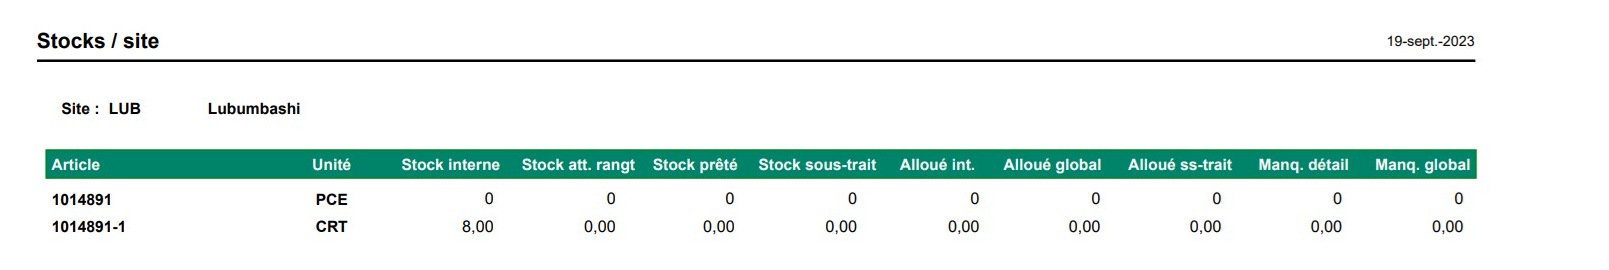 Stocks / site 19-sept.-2023
Site : LUB Lubumbashi
Article Unité Stock interne Stock att. rangt Stock prêté Stock sous-trait Alloué int. Alloué global Alloué ss-trait Manq. détail Manq. global
1014891 PCE 0 0 0 0 0 0 0 0 0
1014891-1 CRT 8,00 0,00 0,00 0,00 0,00 0,00 0,00 0,00 0,00